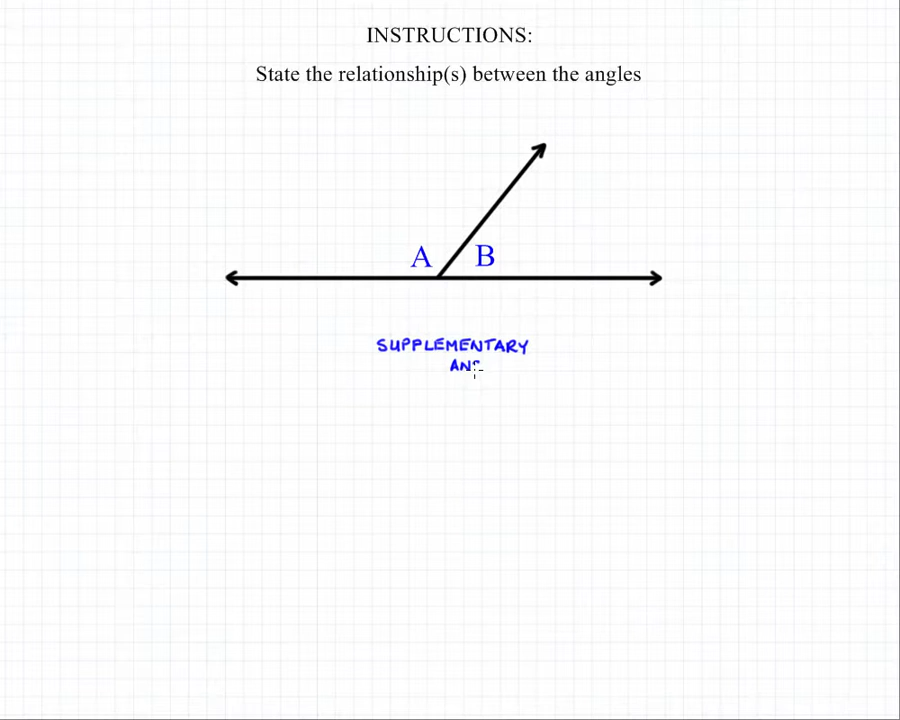 INSTRUCTIONS:
State the relationship(s) between the angles
A B
SUPPLEMENTARY